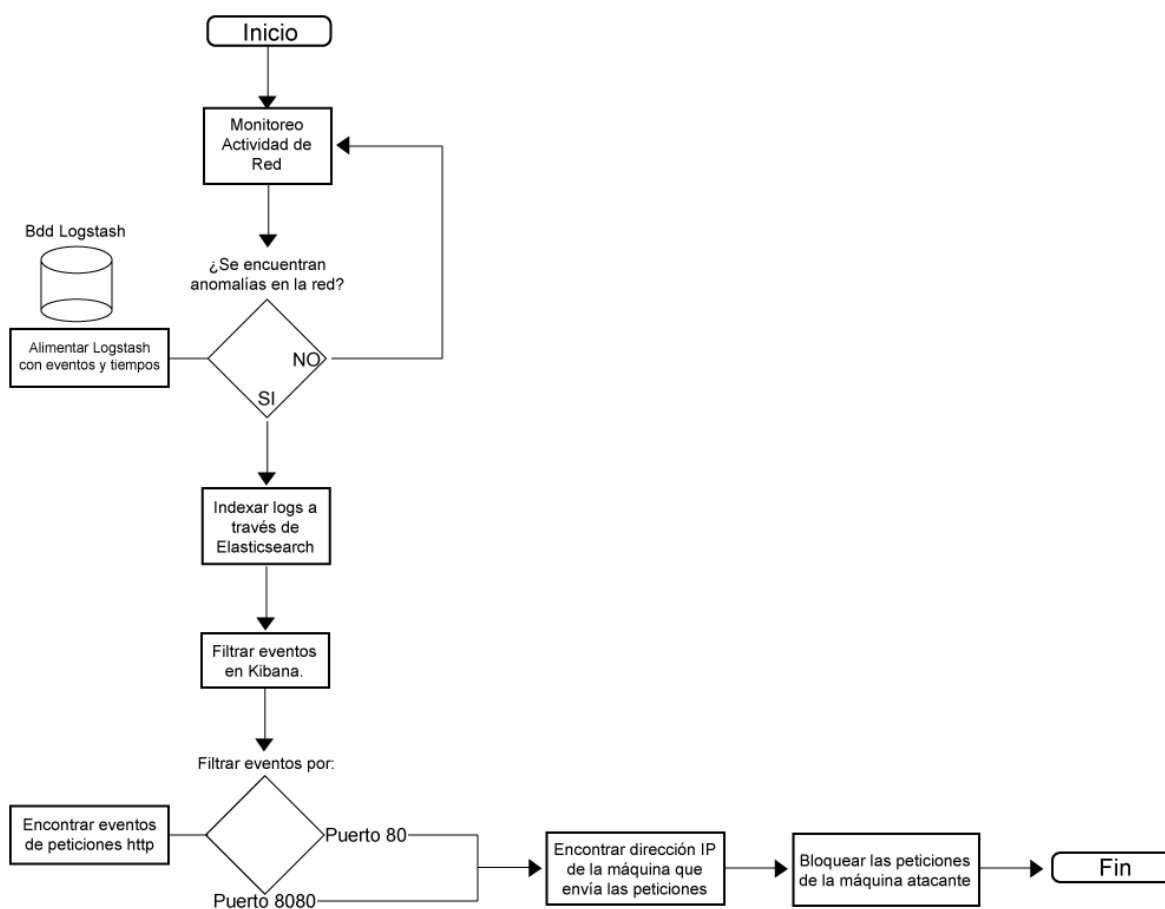 Inicio
Monitoreo
Actividad de
Red
Bdd Logstash
¿Se encuentran
anomalías en la red?
Alimentar Logstash
con eventos y tiempos
NO
SI
Indexar logs a
través de
Elasticsearch
Filtrar eventos
en Kibana.
Filtrar eventos por:
Encontrar eventos
de peticiones http
Puerto 80
Puerto 8080
Encontrar dirección IP
de la máquina que
envía las peticiones
Bloquear las peticiones
de la máquina atacante
Fin